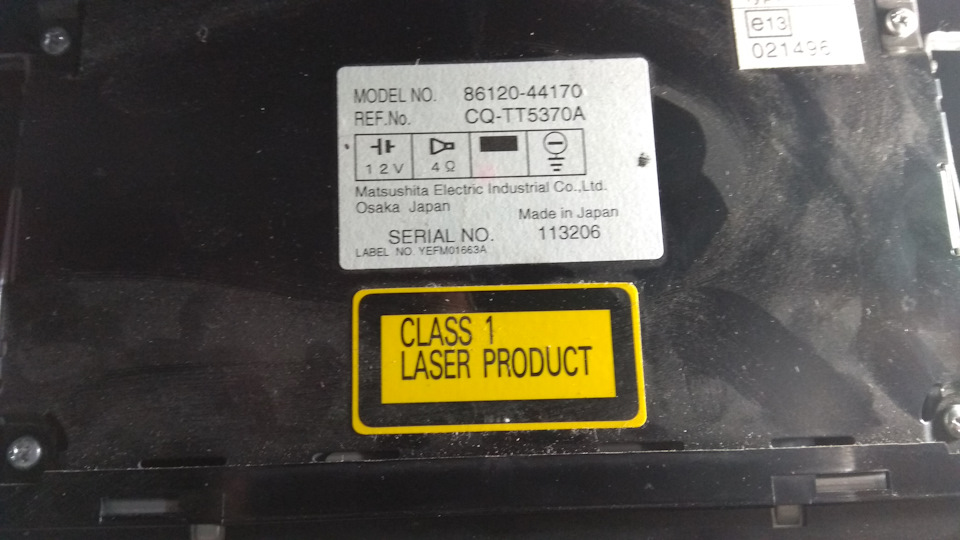 e13
021496
MODEL NO. 86120-44170
REF.No. CQ-TT5370A
12V 4Ω
Matsushita Electric Industrial Co.,Ltd.
Osaka Japan
Made in Japan
SERIAL NO. 113206
LABEL NO. YEFM01663A
CLASS 1
LASER PRODUCT